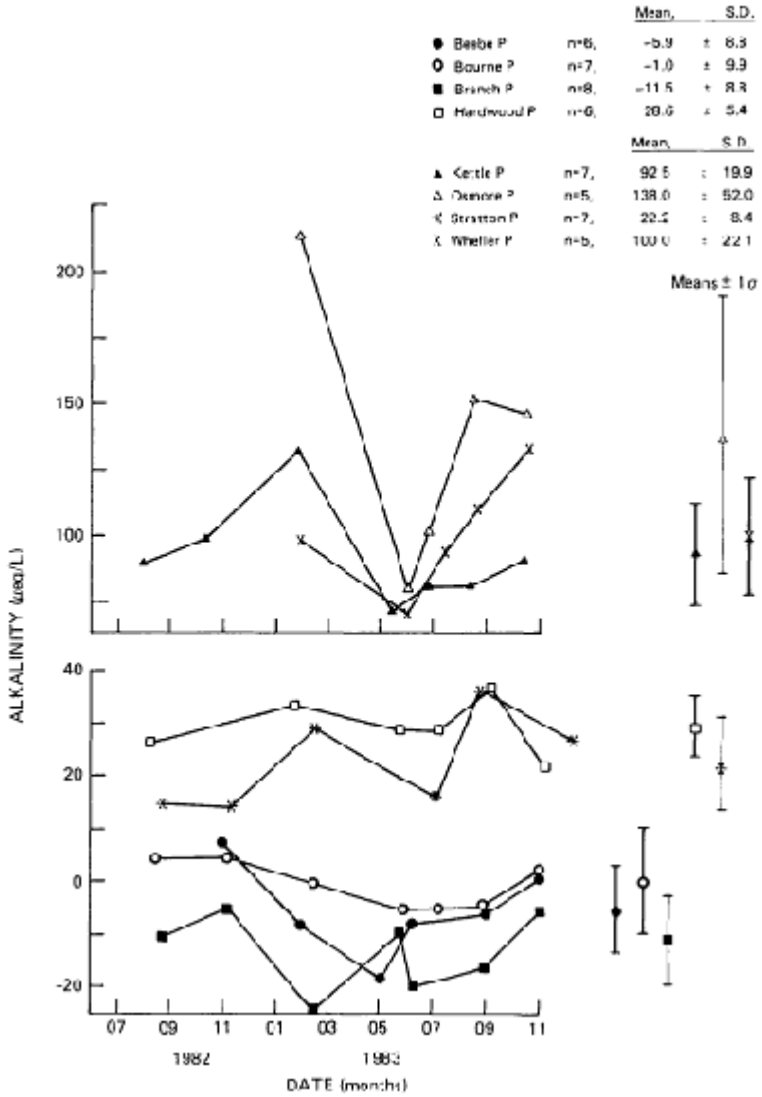 Mean, S.D.
● Beebe P n=6, -5.9 ± 8.3
○ Bourne P n=7, -1.0 ± 9.9
■ Branch P n=8, -11.5 ± 8.3
□ Hardwood P n=6, 28.6 ± 5.4
Mean, S.D.
▲ Kettle P n=7, 92.5 ± 19.9
△ Osmore P n=5, 138.0 ± 52.0
Stratton P n=7, 22.2 ± 8.4
Wheeler P n=5, 100.0 ± 22.1
Means ± 1σ
200
150
100
ALKALINITY (μeq/L)
40
20
0
-20
07 09 11 01 03 05 07 09 11
1982 1983
DATE (months)